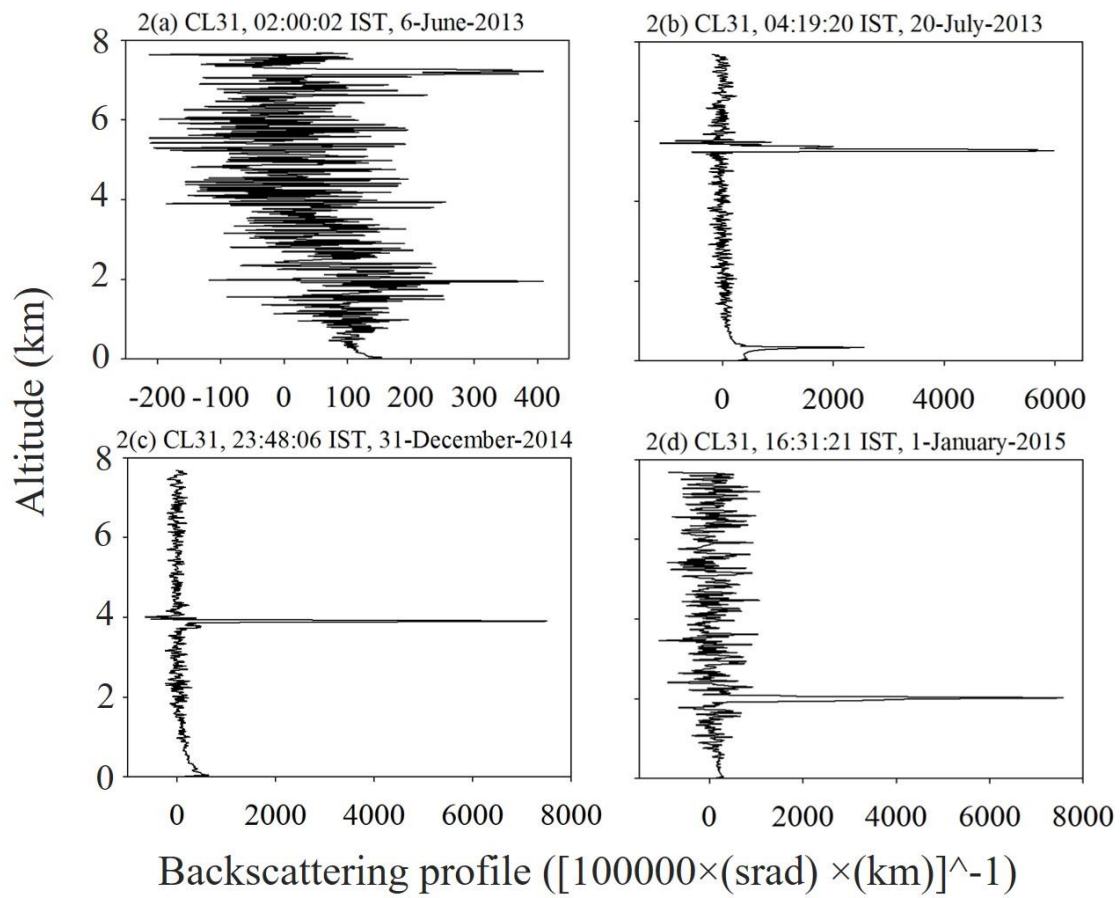 2(a) CL31, 02:00:02 IST, 6-June-2013
8
6
4
2
0
-200 -100 0 100 200 300 400
2(b) CL31, 04:19:20 IST, 20-July-2013
0 2000 4000 6000
Altitude (km)
2(c) CL31, 23:48:06 IST, 31-December-2014
8
6
4
2
0
0 2000 4000 6000 8000
2(d) CL31, 16:31:21 IST, 1-January-2015
0 2000 4000 6000 8000
Backscattering profile ([100000×(srad) ×(km)]^-1)